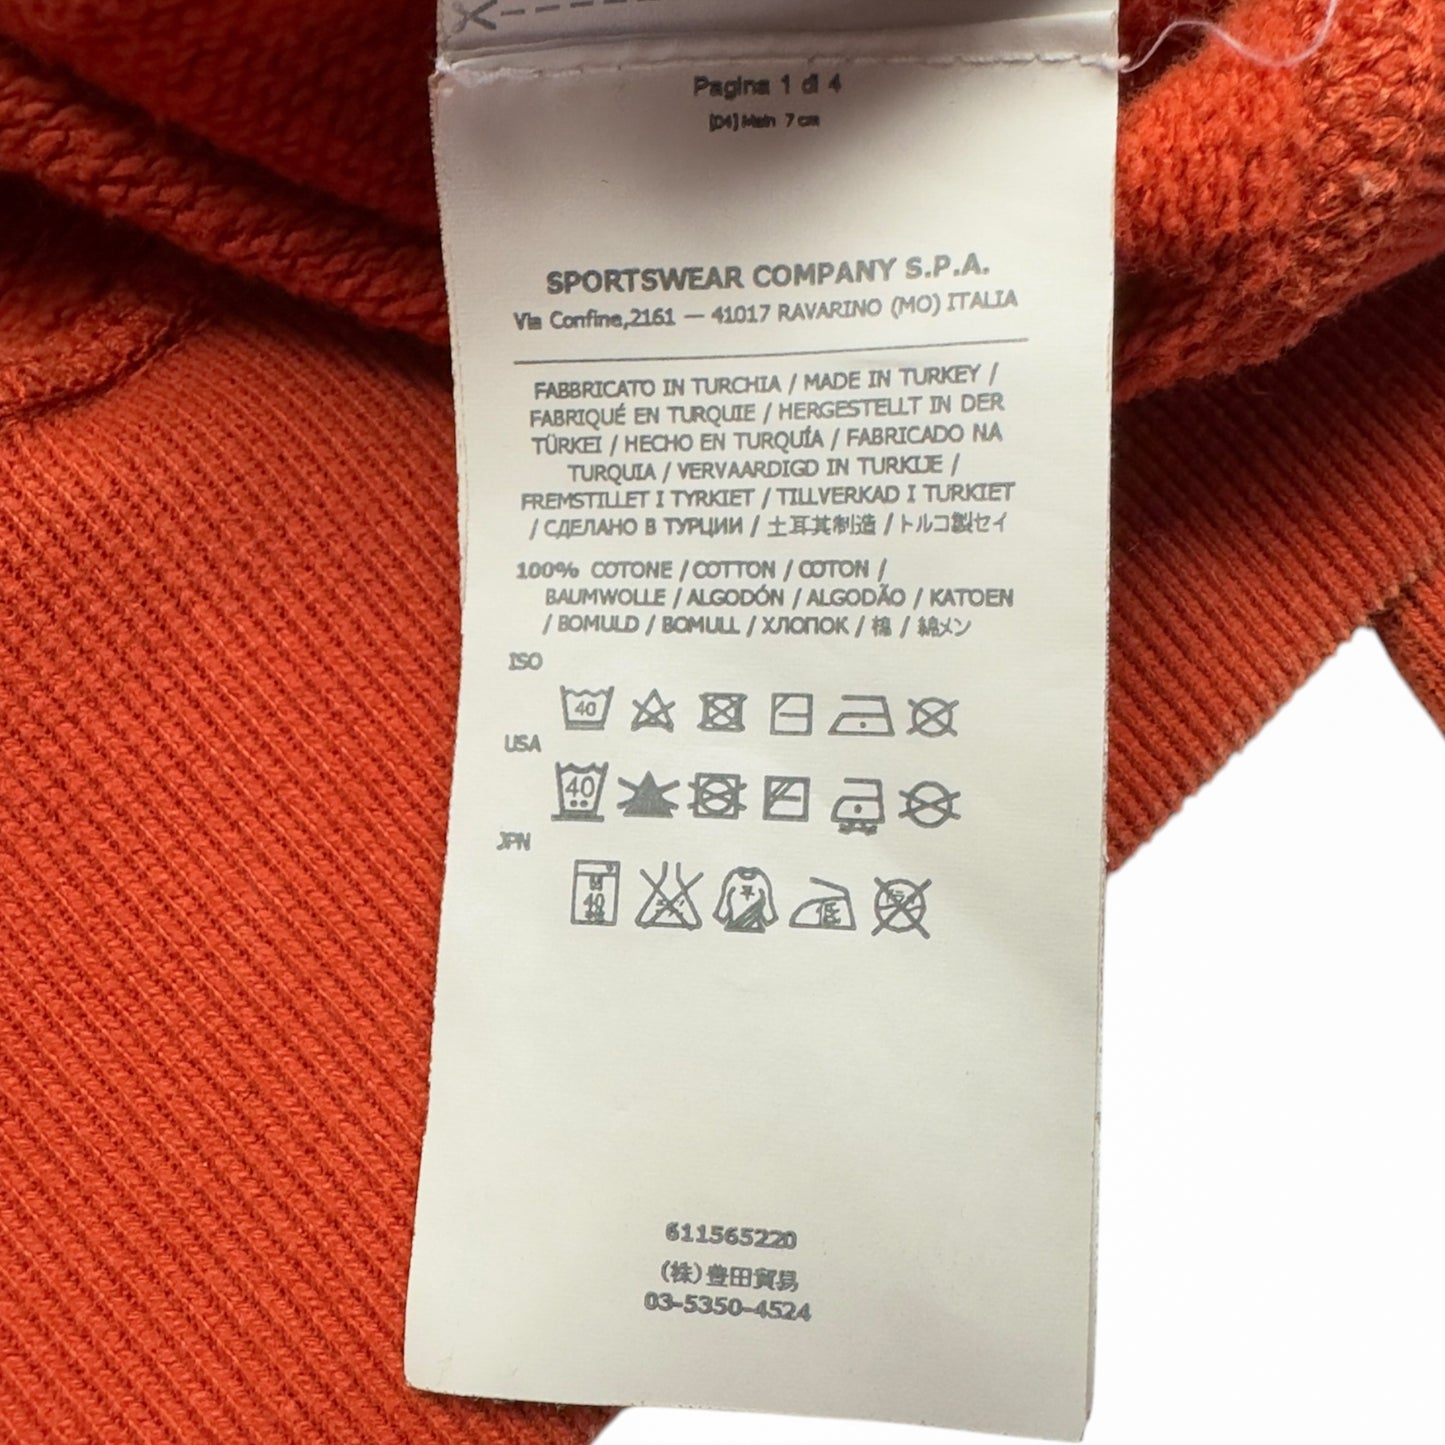 Pagina 1 di 4
[04] Main 7 cm
SPORTSWEAR COMPANY S.P.A.
Via Confine,2161 — 41017 RAVARINO (MO) ITALIA
FABBRICATO IN TURCHIA / MADE IN TURKEY /
FABRIQUÉ EN TURQUIE / HERGESTELLT IN DER
TÜRKEI / HECHO EN TURQUÍA / FABRICADO NA
TURQUIA / VERVAARDIGD IN TURKIJE /
FREMSTILLET I TYRKIET / TILLVERKAD I TURKIET
/ СДЕЛАНО В ТУРЦИИ / 土耳其制造 / トルコ製セイ
100% COTONE / COTTON / COTON /
BAUMWOLLE / ALGODÓN / ALGODÃO / KATOEN
/ BOMULD / BOMULL / ХЛОПОК / 棉 / 綿メン
ISO
40
USA
40
JPN
M
40
平
低
611565220
(株)豊田貿易
03-5350-4524